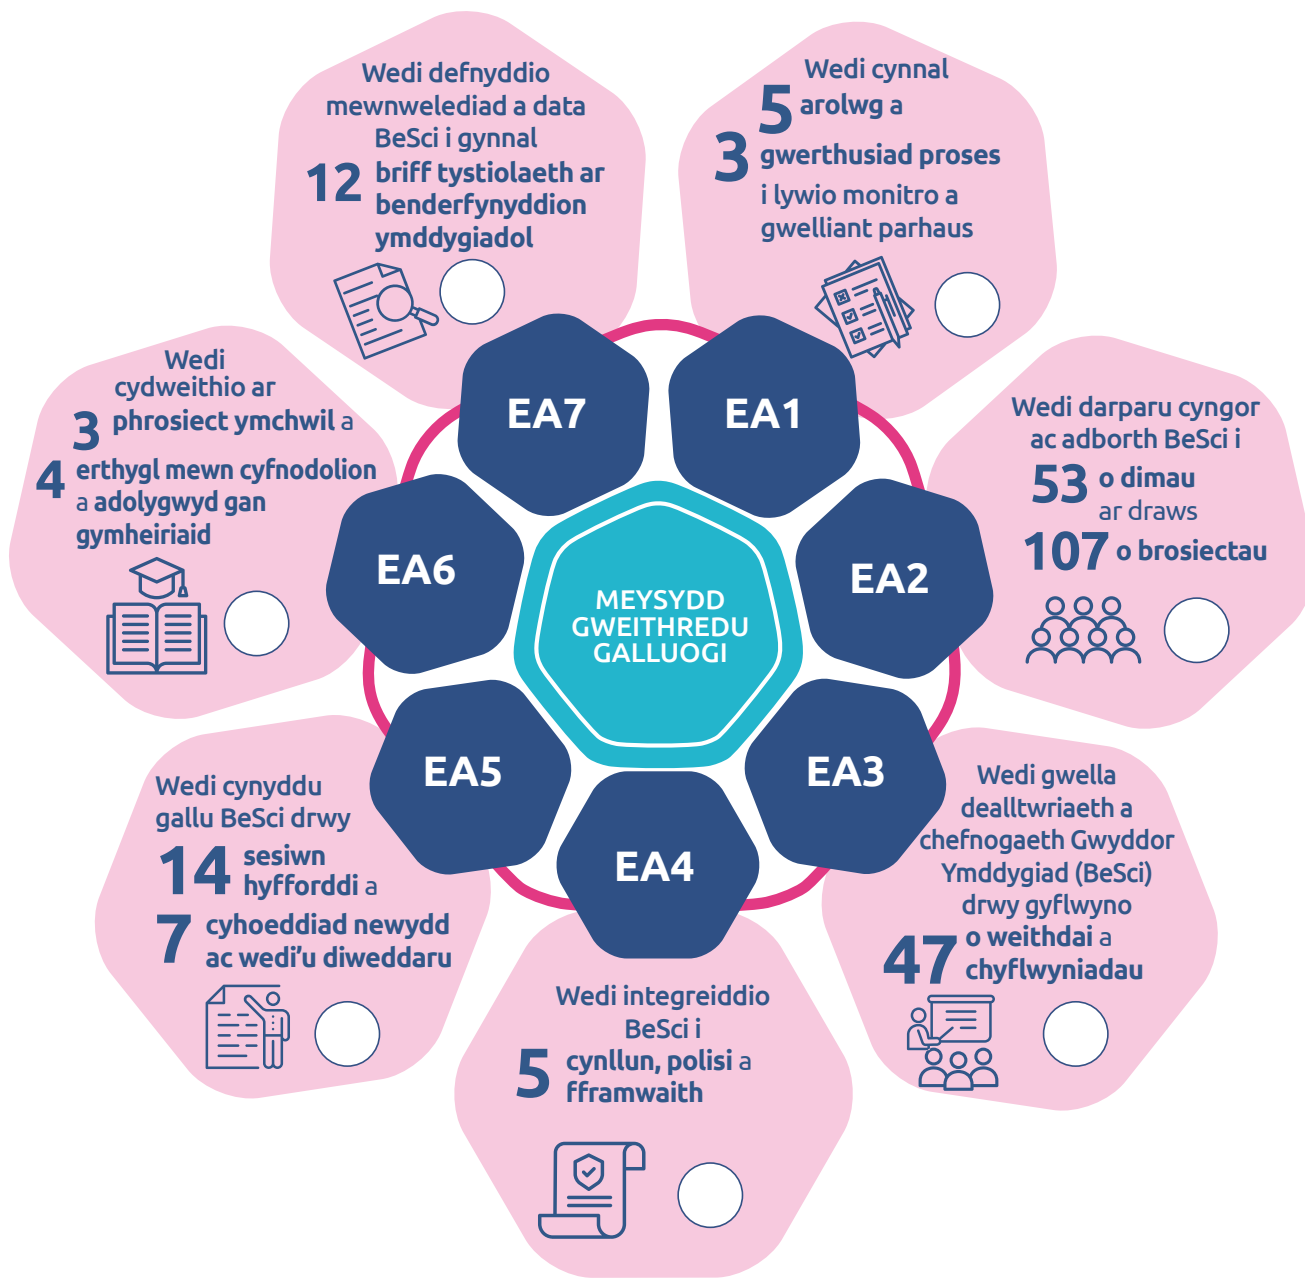 Wedi defnyddio
mewnwelediad a data
BeSci i gynnal
12 briff tystiolaeth ar
benderfynyddion
ymddygiadol
Wedi cynnal
5 arolwg a
3 gwerthusiad proses
i lywio monitro a
gwelliant parhaus
Wedi darparu cyngor
ac adborth BeSci i
53 o dimau
ar draws
107 o brosiectau
Wedi gwella
dealltwriaeth a
chefnogaeth Gwyddor
Ymddygiad (BeSci)
drwy gyflwyno
47 o weithdai a
chyflwyniadau
Wedi integreiddio
BeSci i
5 cynllun, polisi a
fframwaith
Wedi cynyddu
gallu BeSci drwy
14 sesiwn
hyfforddi a
7 cyhoeddiad newydd
ac wedi'u diweddaru
Wedi
cydweithio ar
3 phrosiect ymchwil a
4 erthygl mewn cyfnodolion
a adolygwyd gan
gymheiriaid
EA7
EA1
EA6
EA2
EA5
EA3
EA4
MEYSYDD
GWEITHREDU
GALLUOGI